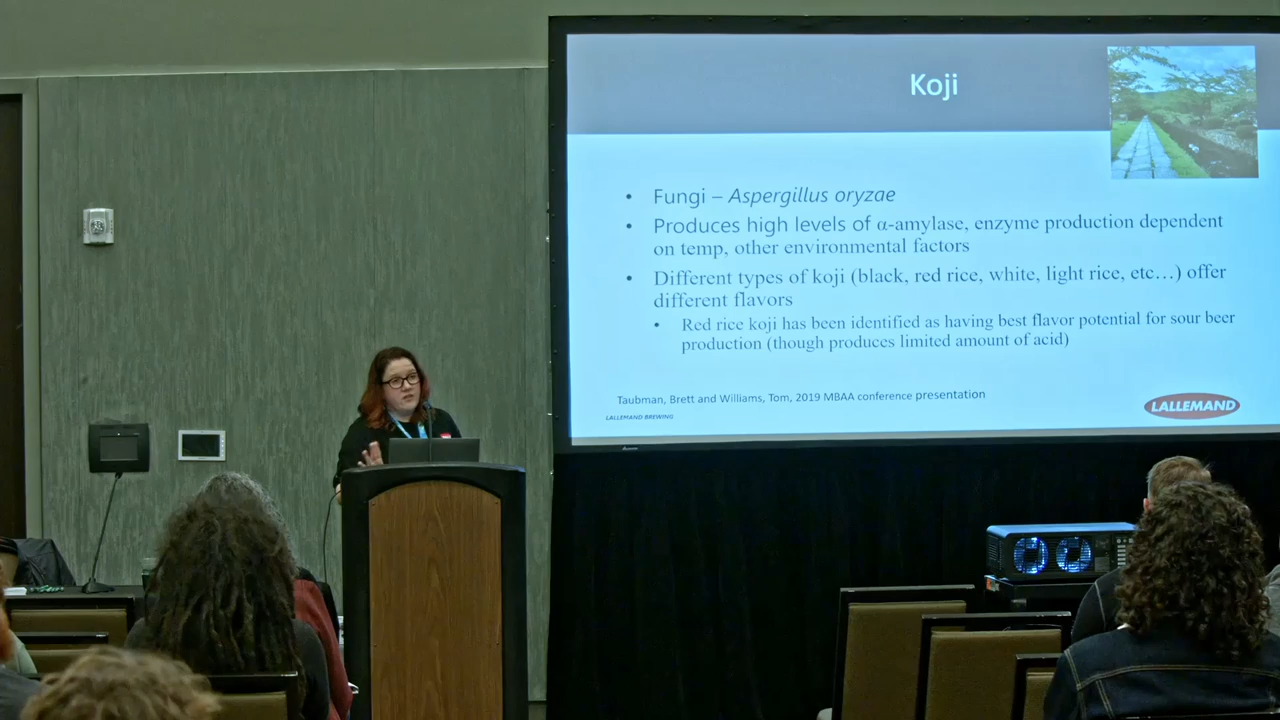 Koji
• Fungi – Aspergillus oryzae
• Produces high levels of α-amylase, enzyme production dependent
on temp, other environmental factors
• Different types of koji (black, red rice, white, light rice, etc…) offer
different flavors
• Red rice koji has been identified as having best flavor potential for sour beer
production (though produces limited amount of acid)
Taubman, Brett and Williams, Tom, 2019 MBAA conference presentation
LALLEMAND BREWING
LALLEMAND